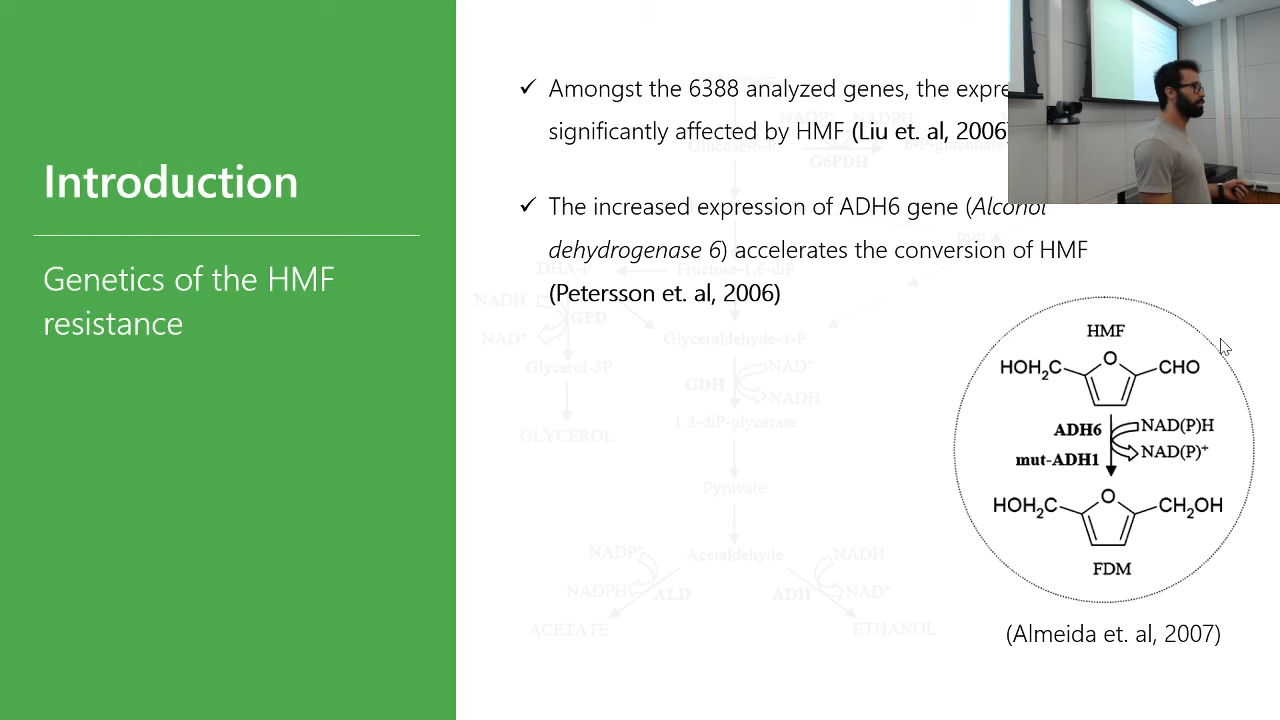 Introduction
Genetics of the HMF
resistance
✓ Amongst the 6388 analyzed genes, the
significantly affected by HMF (Liu et. al, 2006
✓ The increased expression of ADH6 gene (Alcohol
dehydrogenase 6) accelerates the conversion of HMF
(Petersson et. al, 2006)
NADP⁺ NADPH
Glucose-6-P
6-P-gluconate
G6PDH
PPP
DHA-P
Fructose-1,6-diP
NADH
GPD
NAD⁺
Glyceraldehyde-3-P
Glycerol-3P
NAD⁺
GDH
NADH
1,3-diP-glycerate
GLYCEROL
Pyruvate
NADP⁺
Acetaldehyde
NADH
NADPH
ALD
ADH
NAD⁺
ACETATE
ETHANOL
HMF
HOH₂C
O
CHO
ADH6
NAD(P)H
mut-ADH1
NAD(P)⁺
HOH₂C
O
CH₂OH
FDM
(Almeida et. al, 2007)